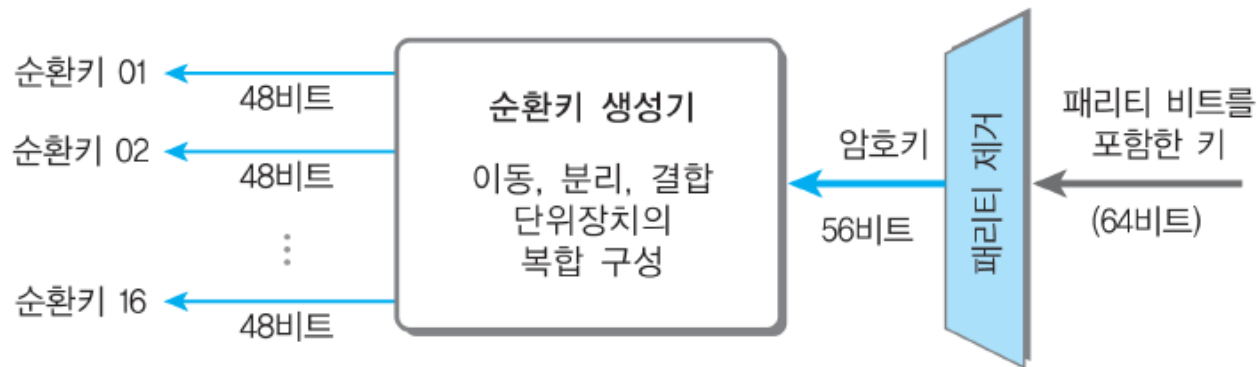 순환키 01
48비트
순환키 02
48비트
⋮
순환키 16
48비트
순환키 생성기
이동, 분리, 결합
단위장치의
복합 구성
암호키
56비트
패리티 제거
패리티 비트를
포함한 키
(64비트)